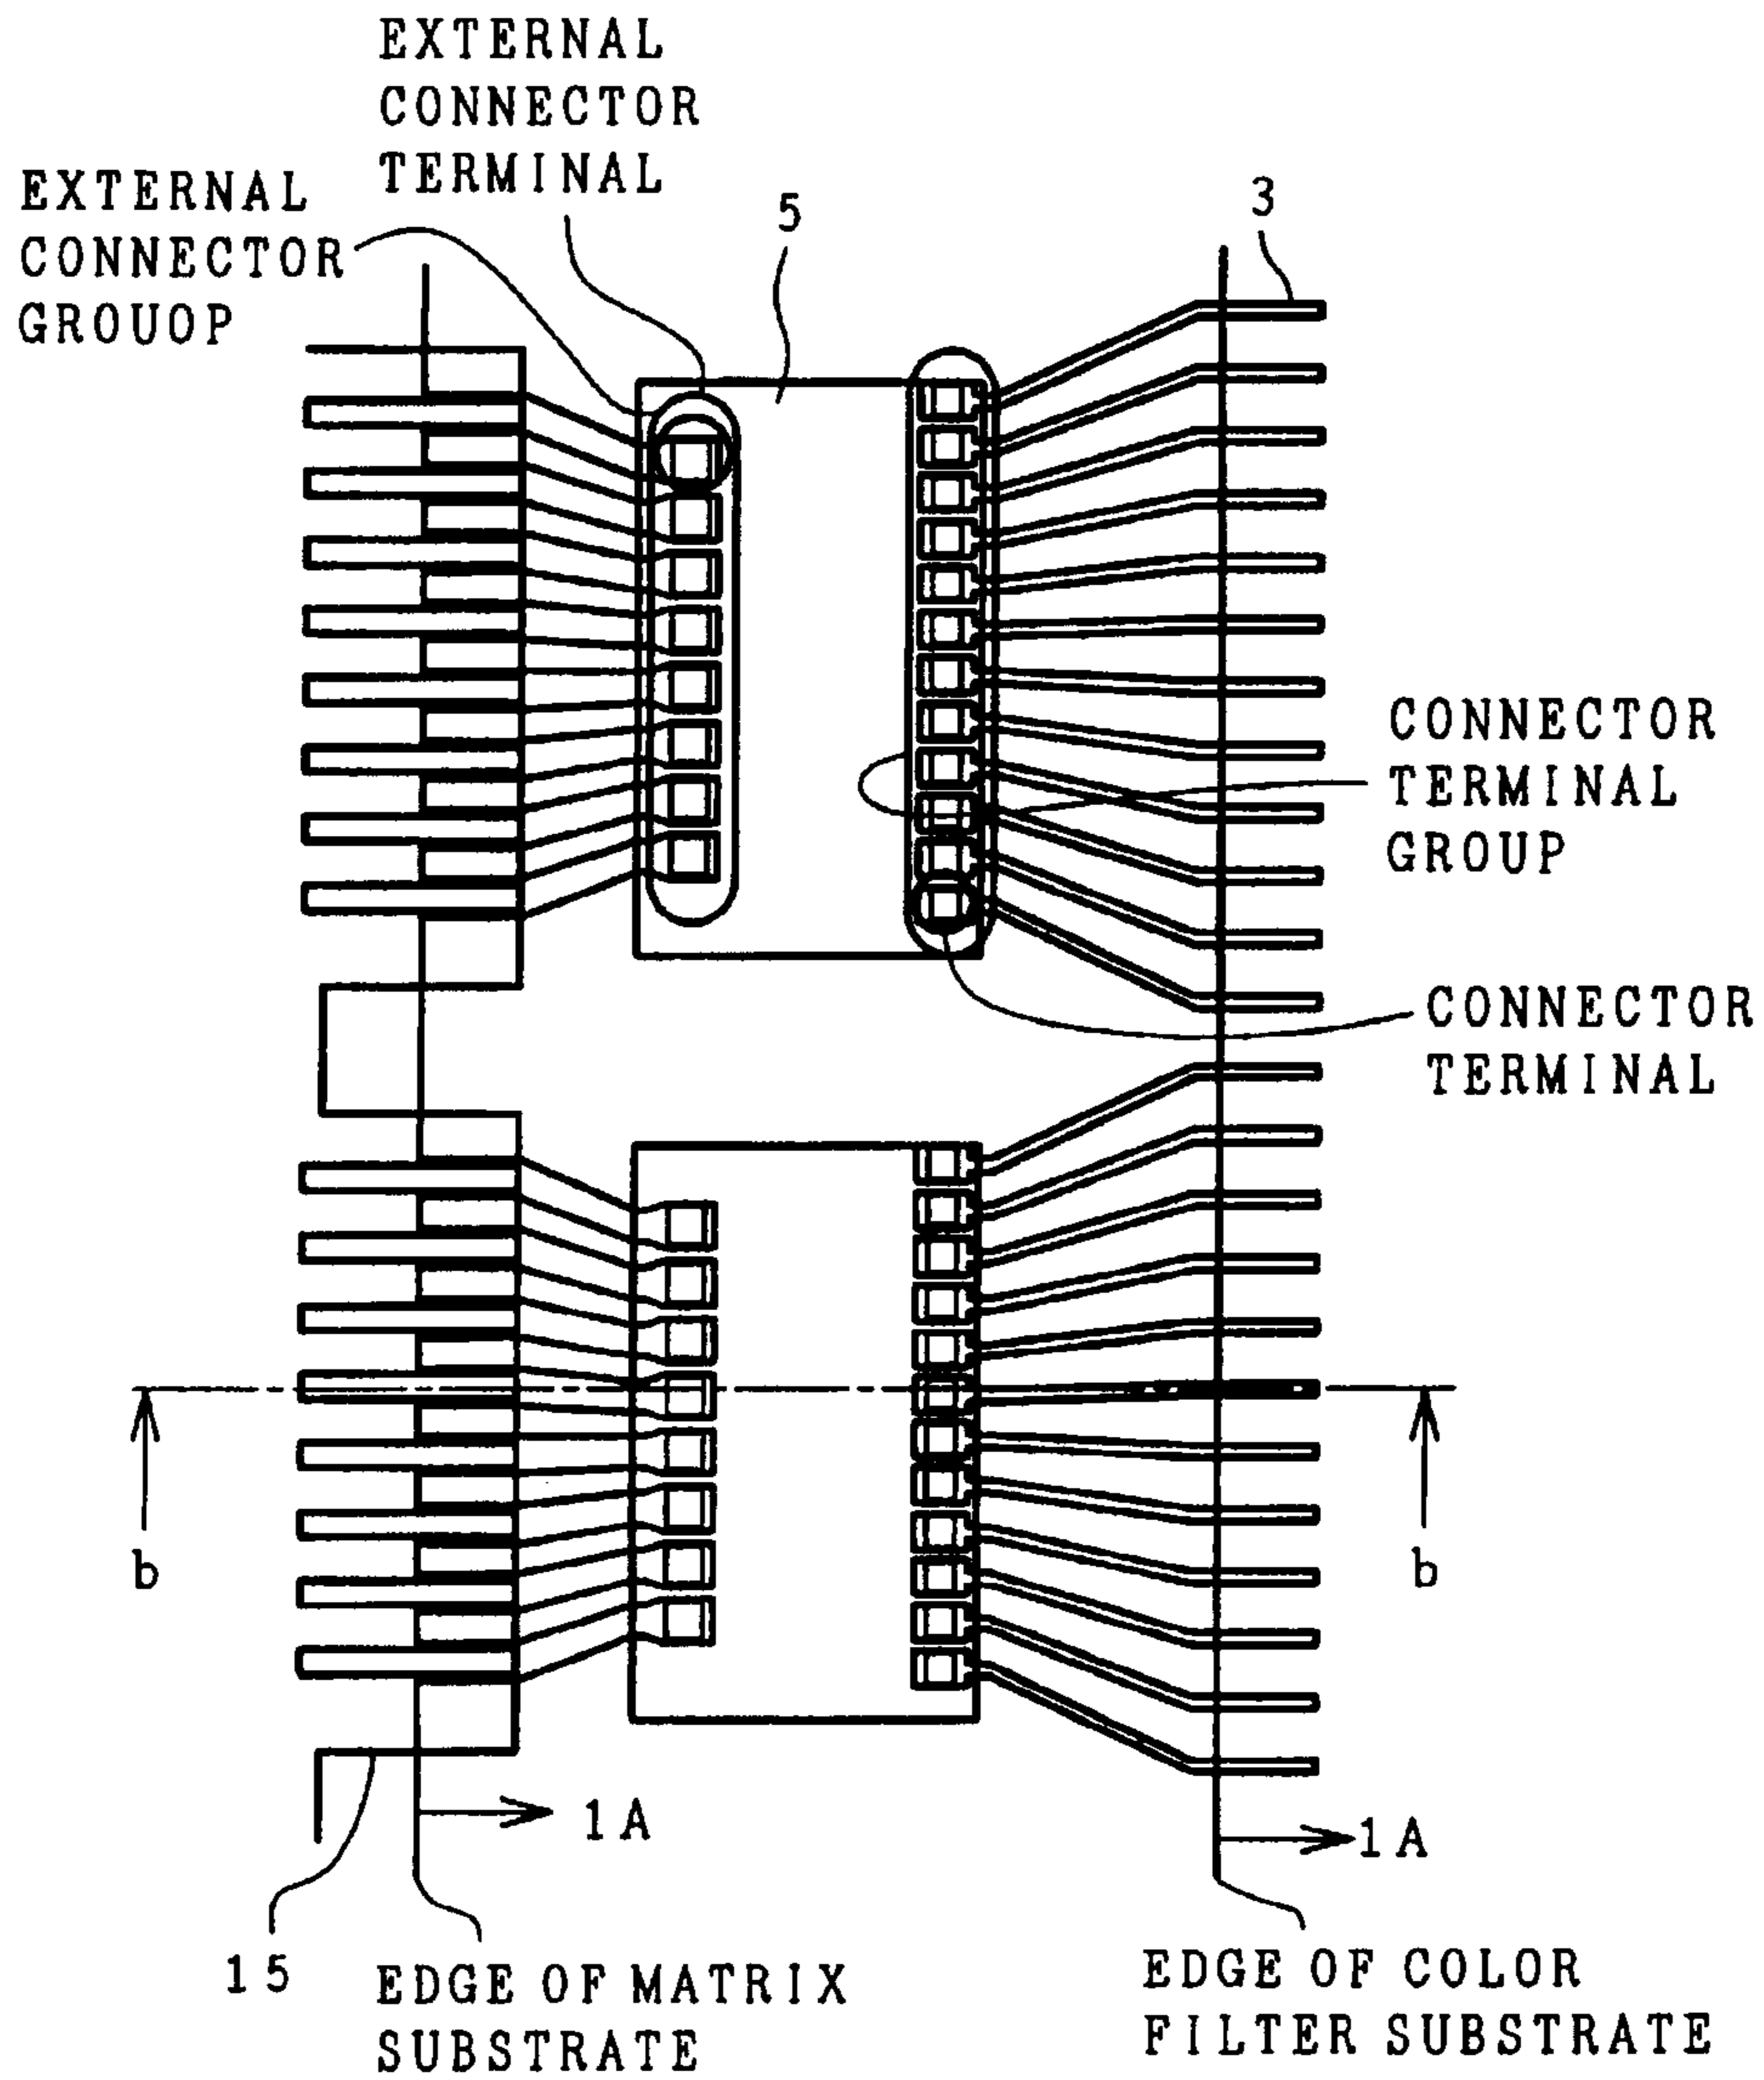 EXTERNAL
CONNECTOR
TERMINAL
EXTERNAL
CONNECTOR
GROUOP
5
3
CONNECTOR
TERMINAL
GROUP
CONNECTOR
TERMINAL
b
b
1A
1A
15
EDGE OF MATRIX
SUBSTRATE
EDGE OF COLOR
FILTER SUBSTRATE